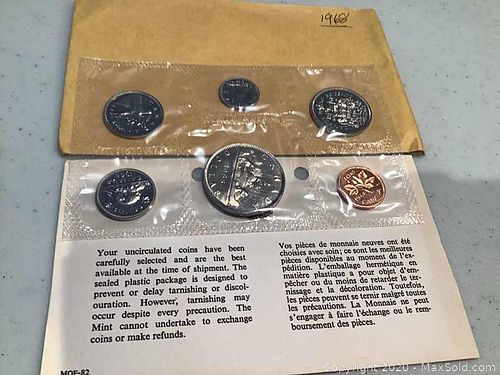 1968
Your uncirculated coins have been
carefully selected and are the best
available at the time of shipment. The
sealed plastic package is designed to
prevent or delay tarnishing or discol-
ouration. However, tarnishing may
occur despite every precaution. The
Mint cannot undertake to exchange
coins or make refunds.
Vos pièces de monnaie neuves ont été
choisies avec soin; ce sont les meilleures
pièces disponibles au moment de l'ex-
pédition. L'emballage hermétique en
matière plastique a pour objet d'em-
pêcher ou du moins de retarder le ter-
nissage et la décoloration. Toutefois,
les pièces peuvent se ternir malgré toutes
les précautions. La Monnaie ne peut
s'engager à faire l'échange ou le rem-
boursement des pièces.
MOF-82
Copyright 2020 - MaxSold.com